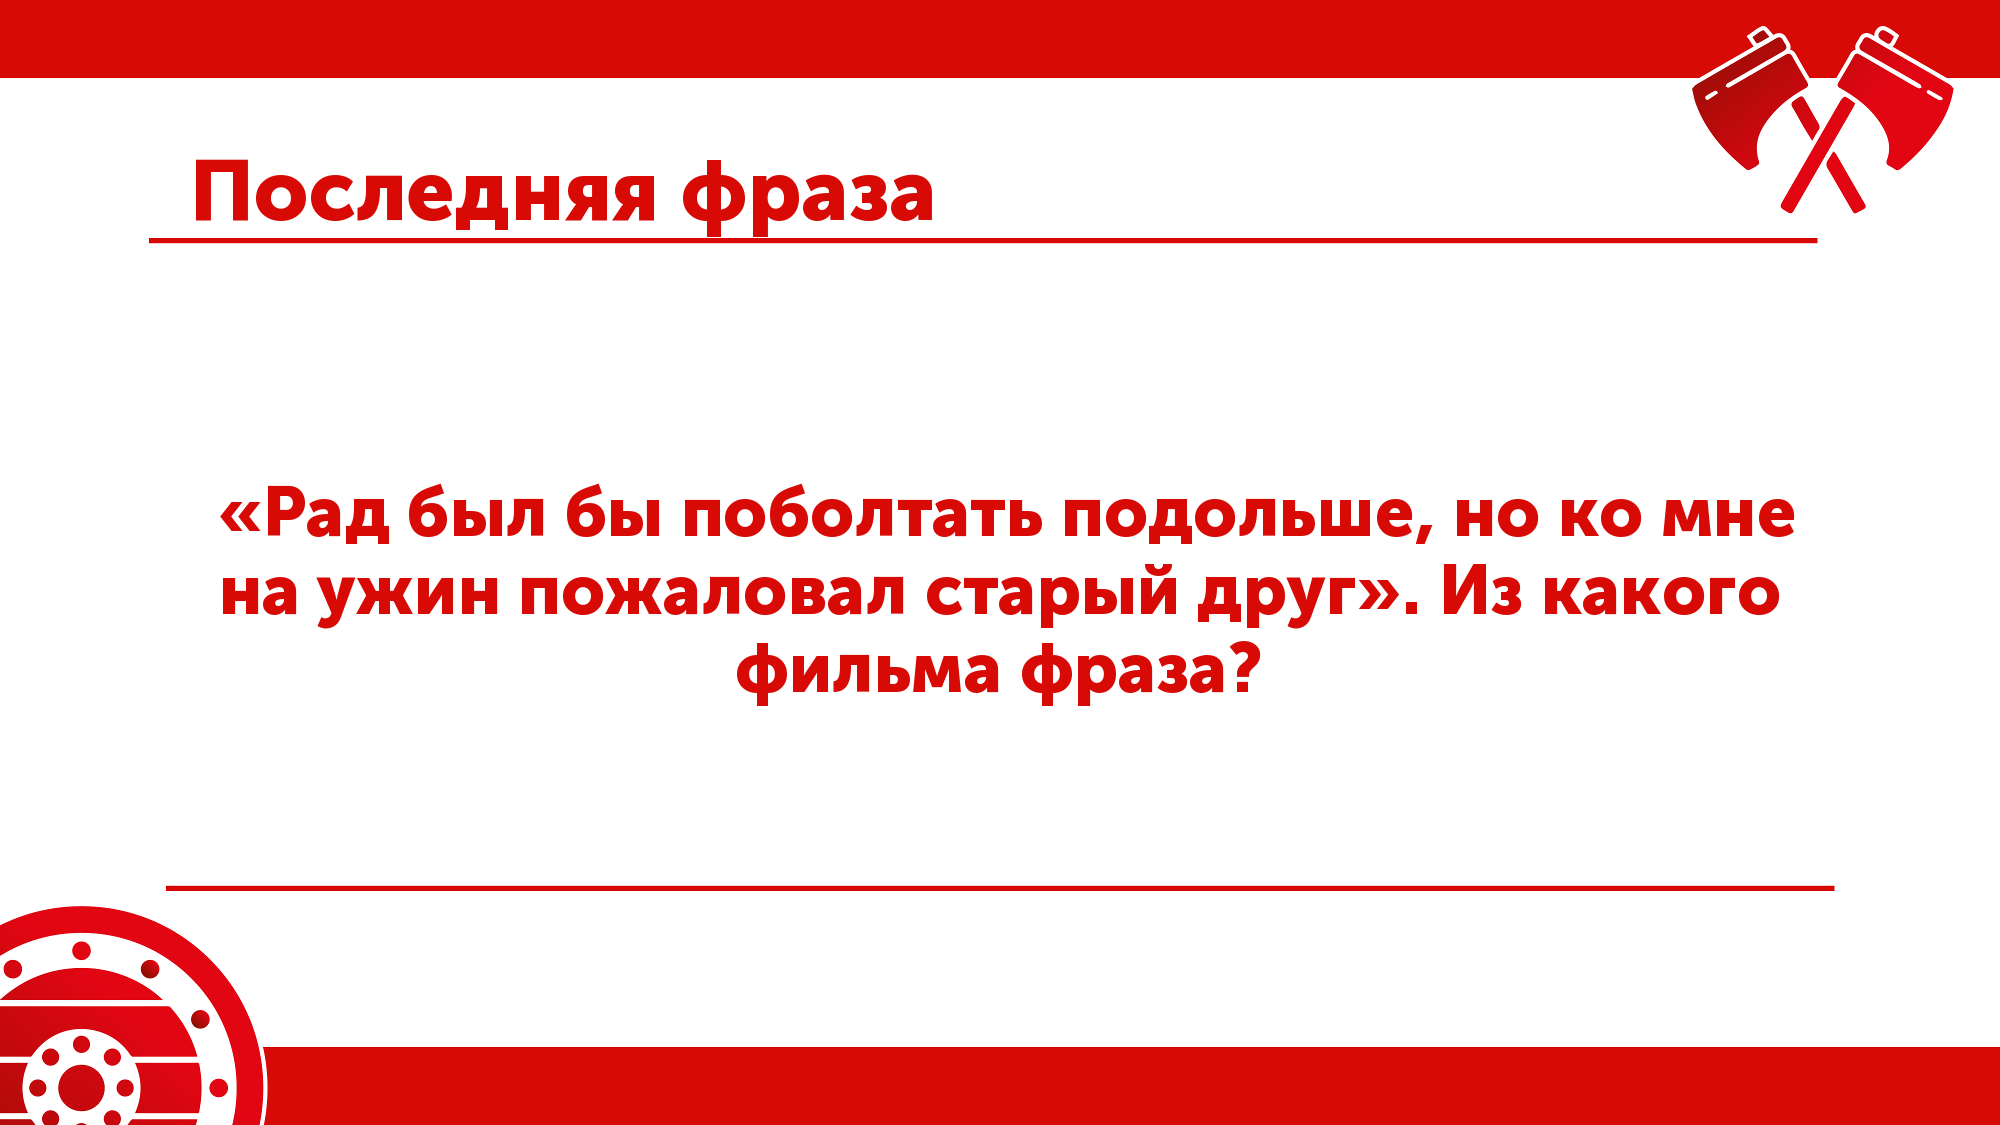 Последняя фраза
«Рад был бы поболтать подольше, но ко мне
на ужин пожаловал старый друг». Из какого
фильма фраза?